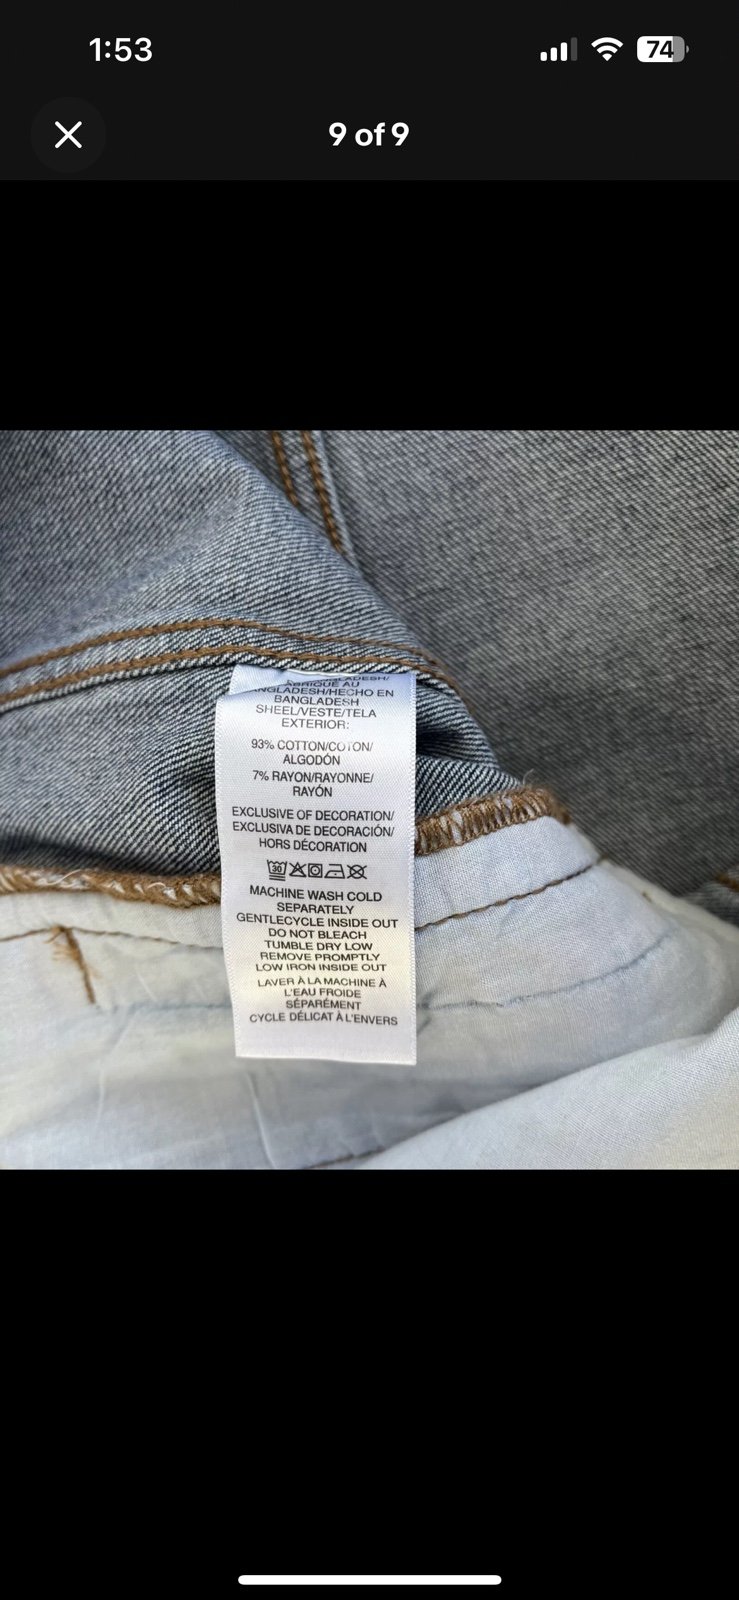 1:53
74
9 of 9
BANGLADESH/HECHO EN
BANGLADESH
SHEEL/VESTE/TELA
EXTERIOR:
93% COTTON/COTON/
ALGODÓN
7% RAYON/RAYONNE/
RAYÓN
EXCLUSIVE OF DECORATION/
EXCLUSIVA DE DECORACIÓN/
HORS DÉCORATION
30
MACHINE WASH COLD
SEPARATELY
GENTLECYCLE INSIDE OUT
DO NOT BLEACH
TUMBLE DRY LOW
REMOVE PROMPTLY
LOW IRON INSIDE OUT
LAVER À LA MACHINE À
L'EAU FROIDE
SÉPARÉMENT
CYCLE DÉLICAT À L'ENVERS